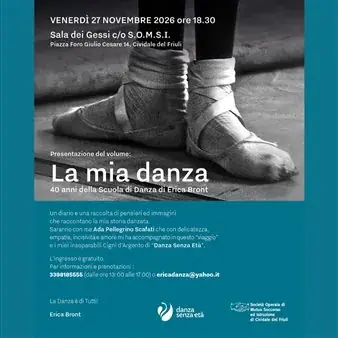 VENERDÌ 27 NOVEMBRE 2026 ore 18.30
Sala dei Gessi c/o S.O.M.S.I.
Piazza Foro Giulio Cesare 14, Cividale del Friuli
Presentazione del volume:
La mia danza
40 anni della Scuola di Danza di Erica Bront
Un diario e una raccolta di pensieri ed immagini
che raccontano la mia storia danzata.
Saranno con me Ada Pellegrino Scafati che con delicatezza,
empatia, incisività e amore mi ha accompagnato in questo "viaggio"
e i miei inseparabili Cigni d'Argento di "Danza Senza Età".
L'ingresso è gratuito.
Per informazioni e prenotazioni:
3398185555 (dalle ore 13:00 alle 17.00) o ericadanza@yahoo.it
La Danza è di Tutti!
Erica Bront
danza
senza età
Società Operaia di
Mutuo Soccorso
ed Istruzione
di Cividale del Friuli